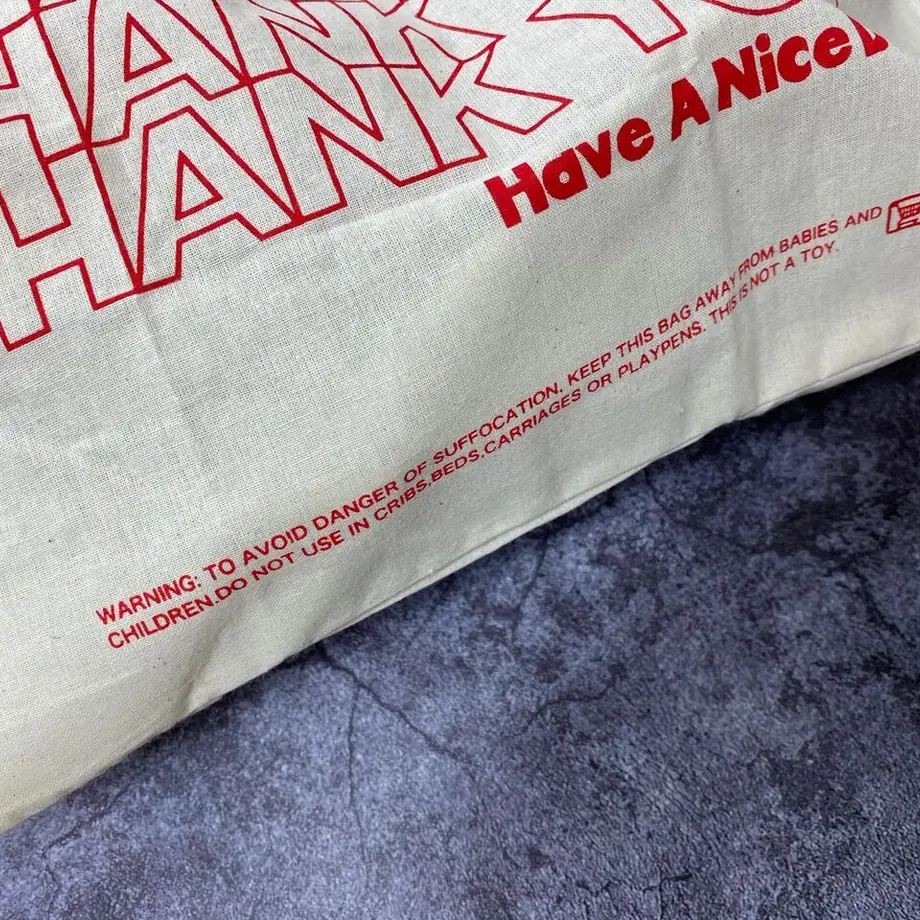 HANK
HANK
Have A Nice
WARNING: TO AVOID DANGER OF SUFFOCATION. KEEP THIS BAG AWAY FROM BABIES AND
CHILDREN.DO NOT USE IN CRIBS,BEDS,CARRIAGES OR PLAYPENS. THIS IS NOT A TOY.